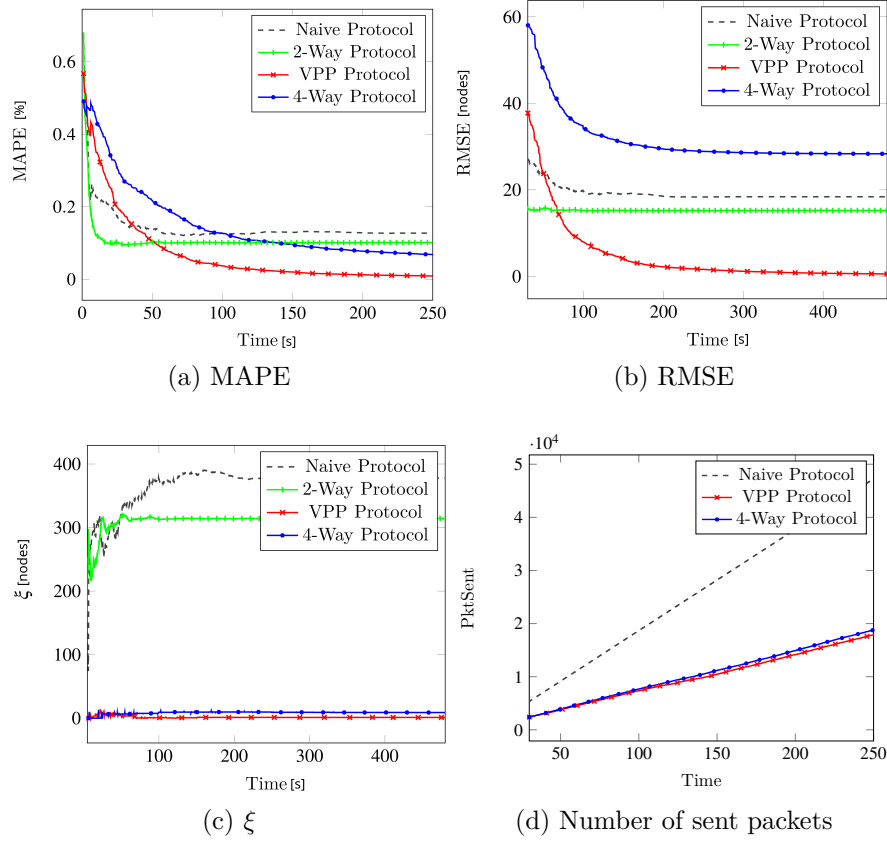 Naive Protocol
2-Way Protocol
VPP Protocol
4-Way Protocol
0.6
0.4
0.2
0
MAPE [%]
0
50
100
150
200
250
Time [s]
(a) MAPE
Naive Protocol
2-Way Protocol
VPP Protocol
4-Way Protocol
60
40
20
0
RMSE [nodes]
100
200
300
400
Time [s]
(b) RMSE
Naive Protocol
2-Way Protocol
VPP Protocol
4-Way Protocol
400
300
200
100
0
ξ [nodes]
100
200
300
400
Time [s]
(c) ξ
·10⁴
Naive Protocol
VPP Protocol
4-Way Protocol
5
4
3
2
1
0
PktSent
50
100
150
200
250
Time
(d) Number of sent packets